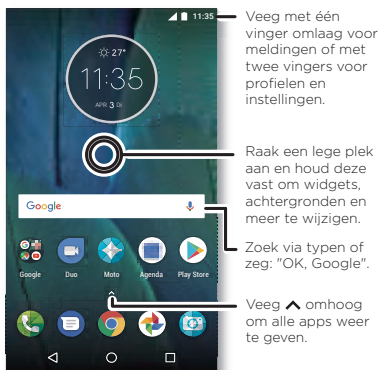 11:35
27°
11:35
APR 3 DI
Google
Google
Duo
Moto
Agenda
Play Store
Veeg met één
vinger omlaag voor
meldingen of met
twee vingers voor
profielen en
instellingen.
Raak een lege plek
aan en houd deze
vast om widgets,
achtergronden en
meer te wijzigen.
Zoek via typen of
zeg: "OK, Google".
Veeg omhoog
om alle apps weer
te geven.